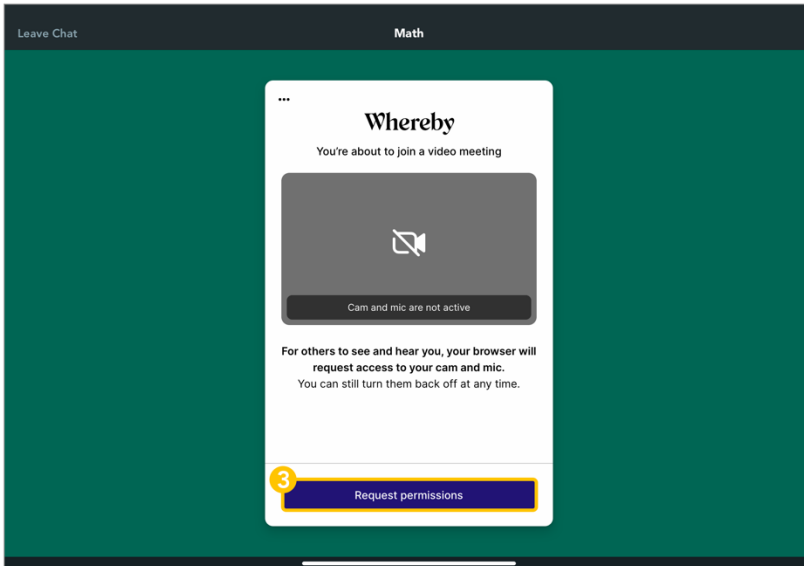 Leave Chat
Math
•••
Whereby
You're about to join a video meeting
Cam and mic are not active
For others to see and hear you, your browser will
request access to your cam and mic.
You can still turn them back off at any time.
3
Request permissions